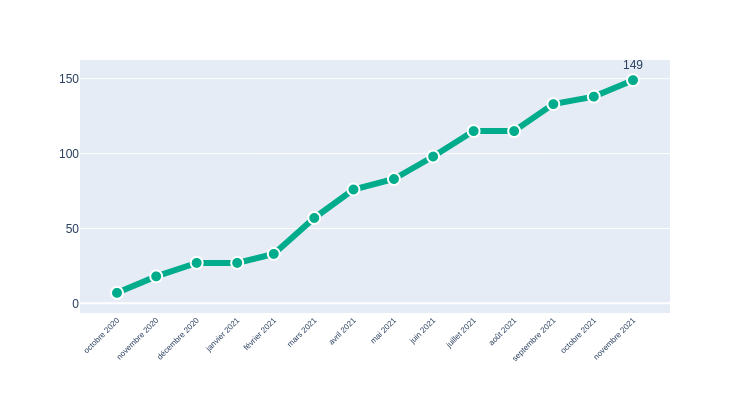 149
150
100
50
0
octobre 2020
novembre 2020
décembre 2020
janvier 2021
février 2021
mars 2021
avril 2021
mai 2021
juin 2021
juillet 2021
août 2021
septembre 2021
octobre 2021
novembre 2021